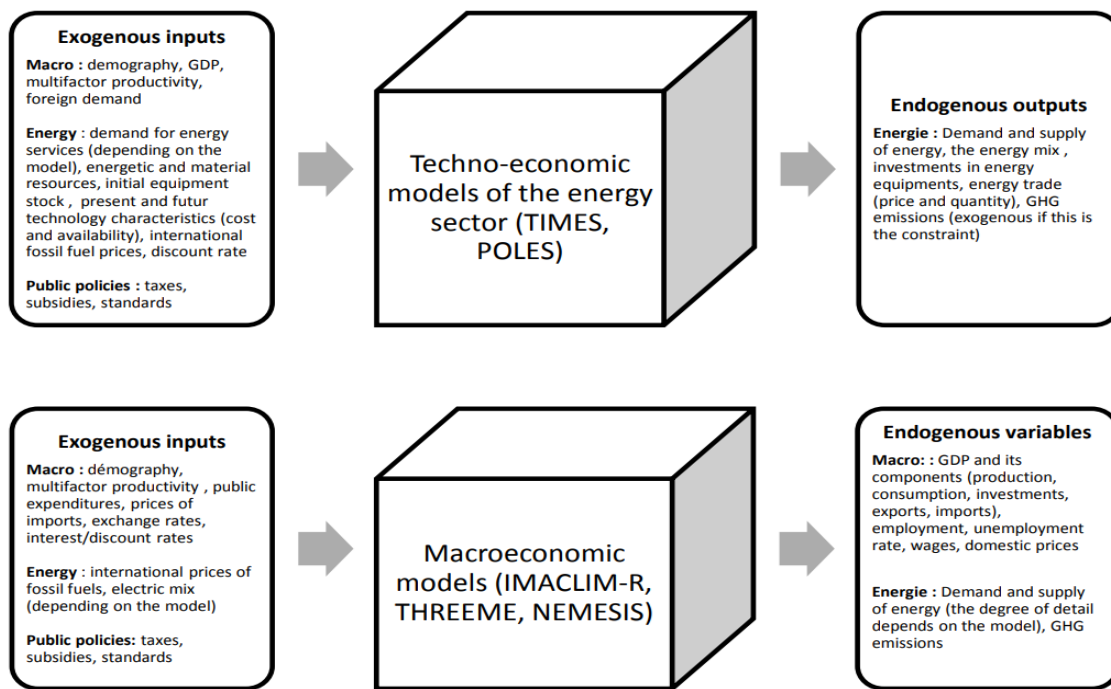 Exogenous inputs
Macro : demography, GDP,
multifactor productivity,
foreign demand
Energy : demand for energy
services (depending on the
model), energetic and material
resources, initial equipment
stock , present and futur
technology characteristics (cost
and availability), international
fossil fuel prices, discount rate
Public policies : taxes,
subsidies, standards
Techno-economic
models of the energy
sector (TIMES,
POLES)
Endogenous outputs
Energie : Demand and supply
of energy, the energy mix ,
investments in energy
equipments, energy trade
(price and quantity), GHG
emissions (exogenous if this is
the constraint)
Exogenous inputs
Macro : démography,
multifactor productivity , public
expenditures, prices of
imports, exchange rates,
interest/discount rates
Energy : international prices of
fossil fuels, electric mix
(depending on the model)
Public policies: taxes,
subsidies, standards
Macroeconomic
models (IMACLIM-R,
THREEME, NEMESIS)
Endogenous variables
Macro: : GDP and its
components (production,
consumption, investments,
exports, imports),
employment, unemployment
rate, wages, domestic prices
Energie : Demand and supply
of energy (the degree of detail
depends on the model), GHG
emissions